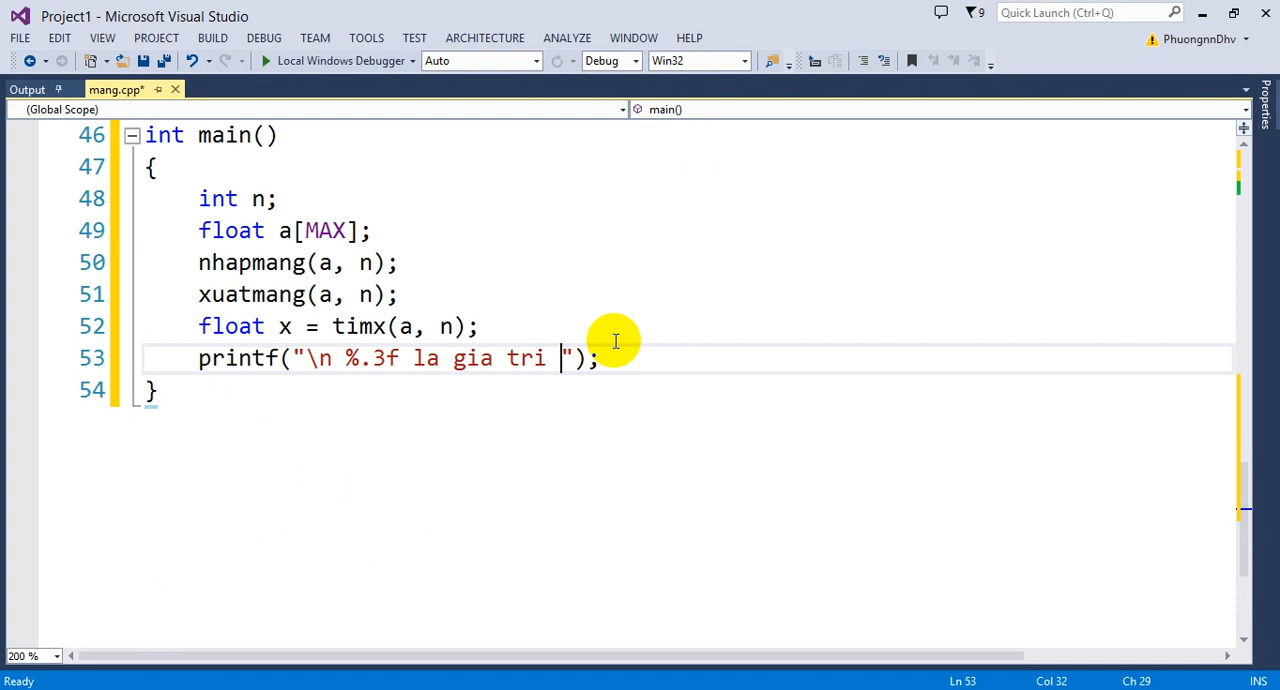 Project1 - Microsoft Visual Studio
9
Quick Launch (Ctrl+Q)
FILE EDIT VIEW PROJECT BUILD DEBUG TEAM TOOLS TEST ARCHITECTURE ANALYZE WINDOW HELP
PhuongnnDhv
Local Windows Debugger Auto Debug Win32
Output mang.cpp*
(Global Scope) main()
Properties
46 int main()
47 {
48 int n;
49 float a[MAX];
50 nhapmang(a, n);
51 xuatmang(a, n);
52 float x = timx(a, n);
53 printf("\n %.3f la gia tri ");
54 }
200 %
Ready Ln 53 Col 32 Ch 29 INS